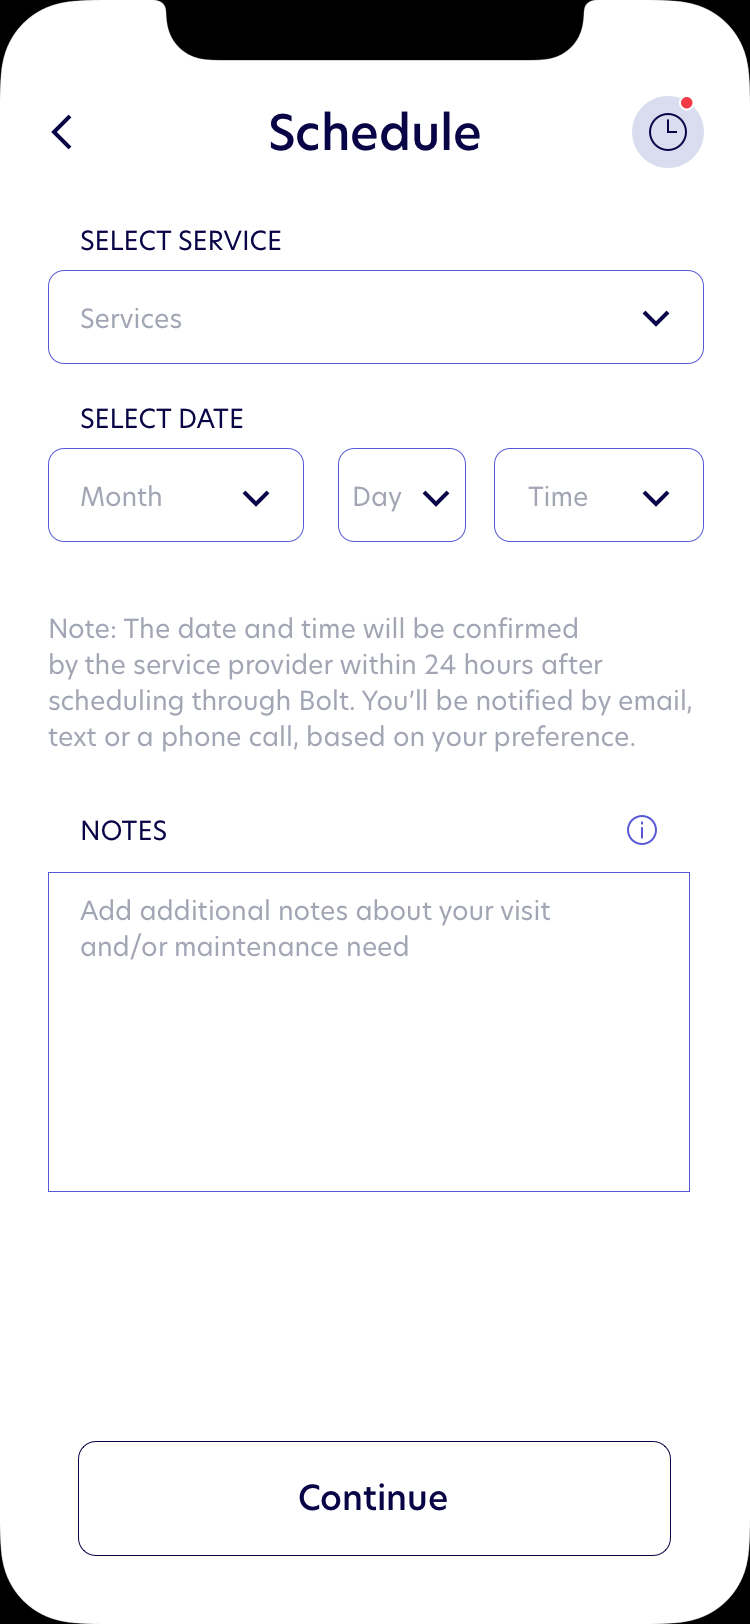 Schedule
SELECT SERVICE
Services
SELECT DATE
Month Day Time
Note: The date and time will be confirmed
by the service provider within 24 hours after
scheduling through Bolt. You’ll be notified by email,
text or a phone call, based on your preference.
NOTES
Add additional notes about your visit
and/or maintenance need
Continue